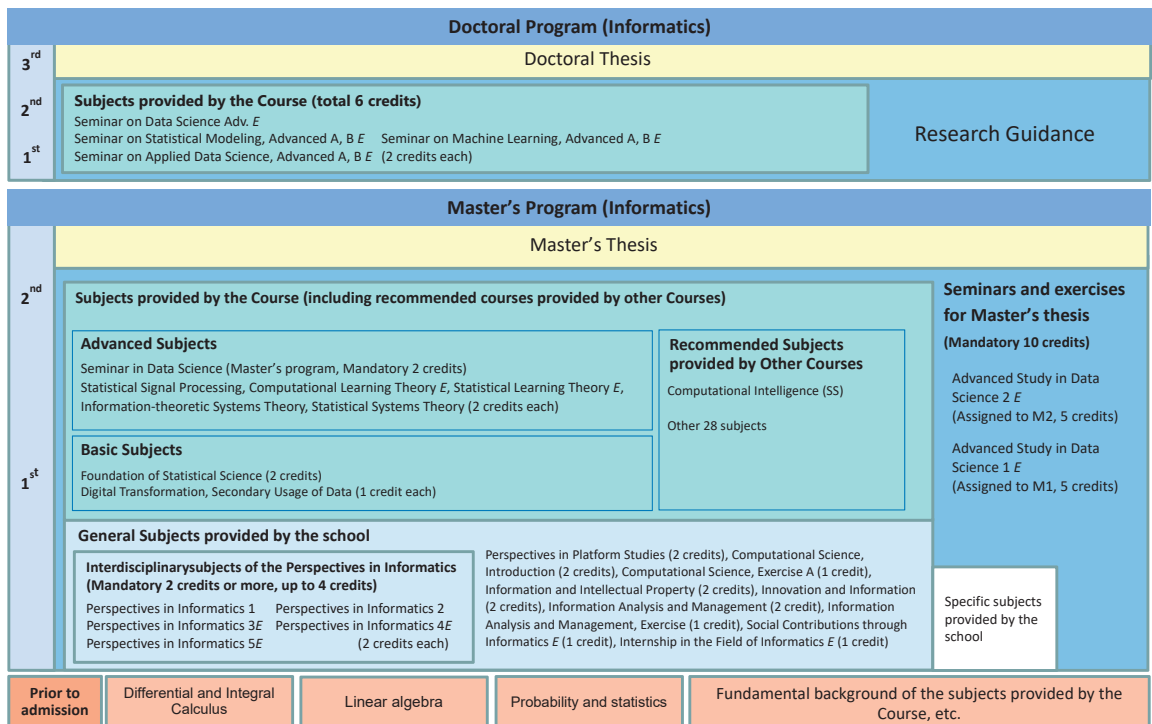 Doctoral Program (Informatics)
3rd
Doctoral Thesis
2nd
1st
Subjects provided by the Course (total 6 credits)
Seminar on Data Science Adv. E
Seminar on Statistical Modeling, Advanced A, B E Seminar on Machine Learning, Advanced A, B E
Seminar on Applied Data Science, Advanced A, B E (2 credits each)
Research Guidance
Master's Program (Informatics)
Master's Thesis
2nd
1st
Subjects provided by the Course (including recommended courses provided by other Courses)
Advanced Subjects
Seminar in Data Science (Master's program, Mandatory 2 credits)
Statistical Signal Processing, Computational Learning Theory E, Statistical Learning Theory E,
Information-theoretic Systems Theory, Statistical Systems Theory (2 credits each)
Basic Subjects
Foundation of Statistical Science (2 credits)
Digital Transformation, Secondary Usage of Data (1 credit each)
Recommended Subjects
provided by Other Courses
Computational Intelligence (SS)
Other 28 subjects
Seminars and exercises
for Master's thesis
(Mandatory 10 credits)
Advanced Study in Data
Science 2 E
(Assigned to M2, 5 credits)
Advanced Study in Data
Science 1 E
(Assigned to M1, 5 credits)
General Subjects provided by the school
Interdisciplinarysubjects of the Perspectives in Informatics
(Mandatory 2 credits or more, up to 4 credits)
Perspectives in Informatics 1 Perspectives in Informatics 2
Perspectives in Informatics 3E Perspectives in Informatics 4E
Perspectives in Informatics 5E (2 credits each)
Perspectives in Platform Studies (2 credits), Computational Science,
Introduction (2 credits), Computational Science, Exercise A (1 credit),
Information and Intellectual Property (2 credits), Innovation and Information
(2 credits), Information Analysis and Management (2 credit), Information
Analysis and Management, Exercise (1 credit), Social Contributions through
Informatics E (1 credit), Internship in the Field of Informatics E (1 credit)
Specific subjects
provided by the
school
Prior to
admission
Differential and Integral
Calculus
Linear algebra
Probability and statistics
Fundamental background of the subjects provided by the
Course, etc.